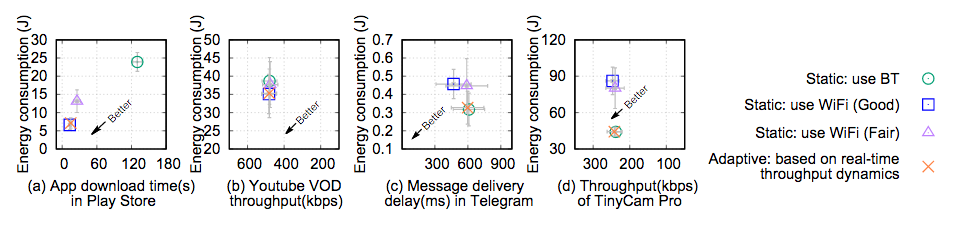 Energy consumption (J)
30
25
20
15
10
5
0
0
60
120
180
Better
(a) App download time(s)
in Play Store
Energy consumption (J)
50
45
40
35
30
25
20
600
400
200
Better
(b) Youtube VOD
throughput(kbps)
Energy consumption (J)
0.7
0.6
0.5
0.4
0.3
0.2
0.1
300
600
900
Better
(c) Message delivery
delay(ms) in Telegram
Energy consumption (J)
120
90
60
30
300
200
100
0
Better
(d) Throughput(kbps)
of TinyCam Pro
Static: use BT
Static: use WiFi (Good)
Static: use WiFi (Fair)
Adaptive: based on real-time
throughput dynamics